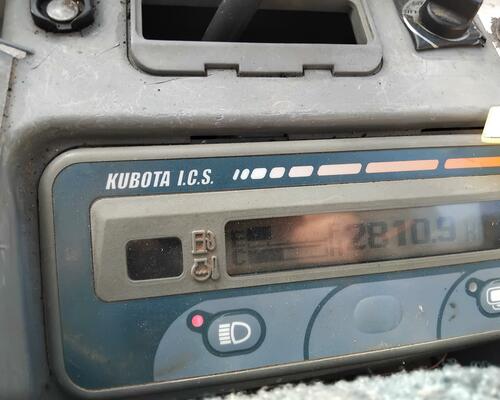 KUBOTA I.C.S.
E F 2810.9 H
C H